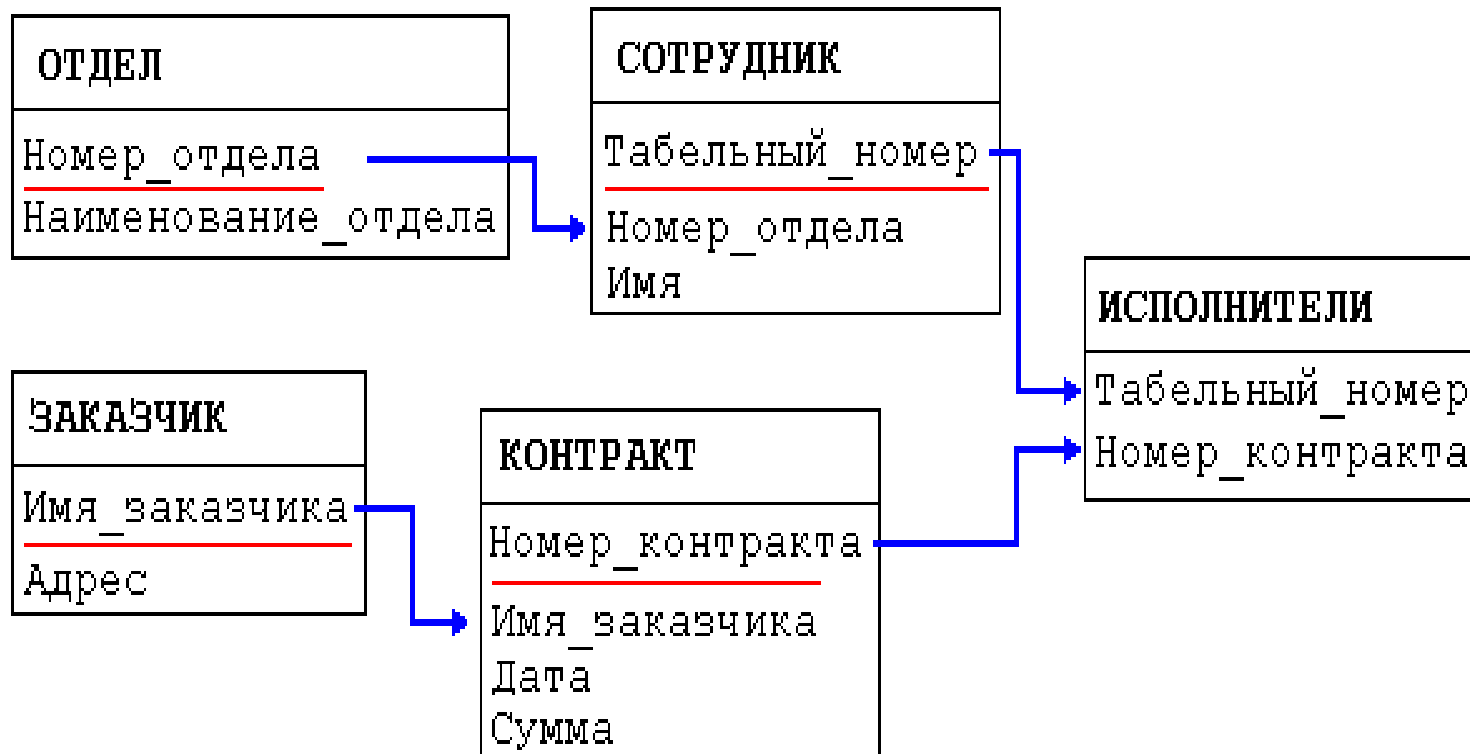 ОТДЕЛ
Номер_отдела
Наименование_отдела
СОТРУДНИК
Табельный_номер
Номер_отдела
Имя
ИСПОЛНИТЕЛИ
Табельный_номер
Номер_контракта
ЗАКАЗЧИК
Имя_заказчика
Адрес
КОНТРАКТ
Номер_контракта
Имя_заказчика
Дата
Сумма